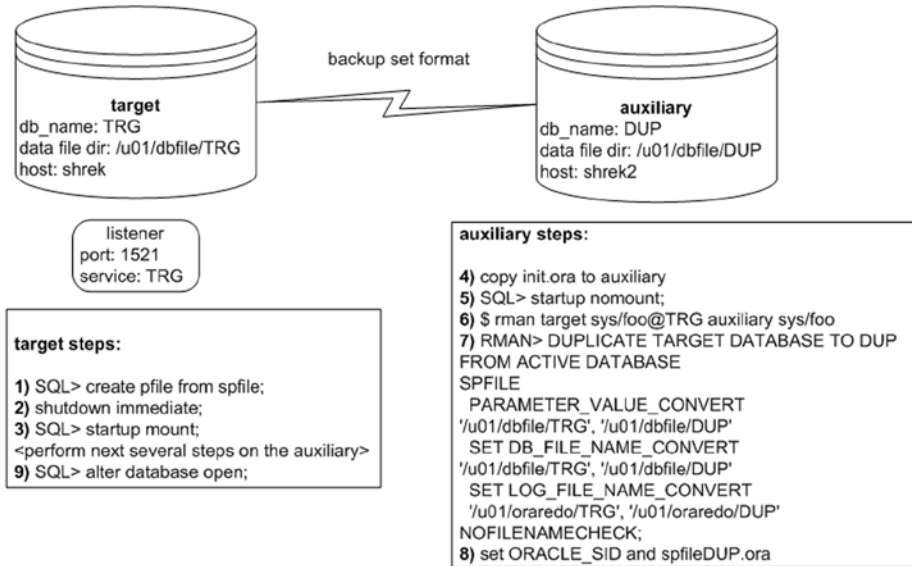 backup set format
target
db_name: TRG
data file dir: /u01/dbfile/TRG
host: shrek
auxiliary
db_name: DUP
data file dir: /u01/dbfile/DUP
host: shrek2
listener
port: 1521
service: TRG
target steps:
1) SQL> create pfile from spfile;
2) shutdown immediate;
3) SQL> startup mount;
<perform next several steps on the auxiliary>
9) SQL> alter database open;
auxiliary steps:
4) copy init.ora to auxiliary
5) SQL> startup nomount;
6) $ rman target sys/foo@TRG auxiliary sys/foo
7) RMAN> DUPLICATE TARGET DATABASE TO DUP
FROM ACTIVE DATABASE
SPFILE
PARAMETER_VALUE_CONVERT
'/u01/dbfile/TRG', '/u01/dbfile/DUP'
SET DB_FILE_NAME_CONVERT
'/u01/dbfile/TRG', '/u01/dbfile/DUP'
SET LOG_FILE_NAME_CONVERT
'/u01/oraredo/TRG', '/u01/oraredo/DUP'
NOFILENAMECHECK;
8) set ORACLE_SID and spfileDUP.ora